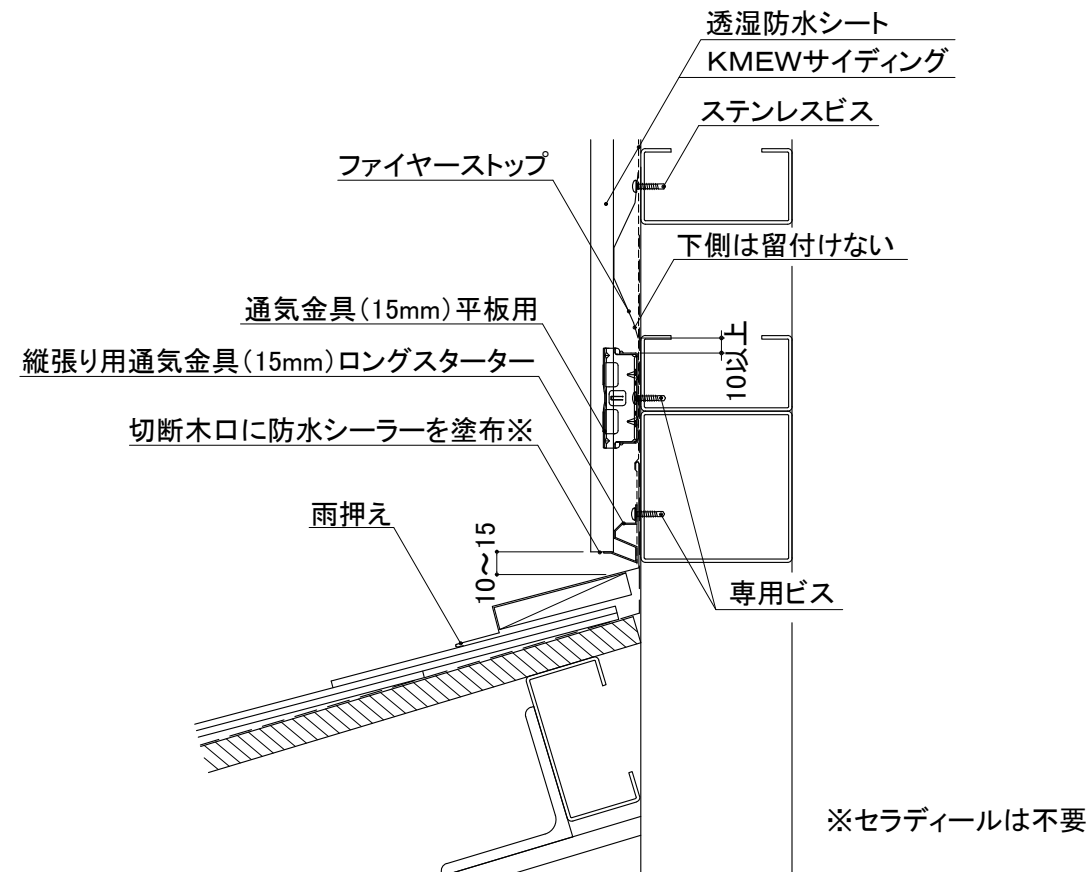 透湿防水シート
KMEWサイディング
ステンレスビス
ファイヤーストップ
下側は留付けない
通気金具(15mm)平板用
10以上
縦張り用通気金具(15mm)ロングスターター
切断木口に防水シーラーを塗布※
雨押え
10~15
専用ビス
※セラディールは不要